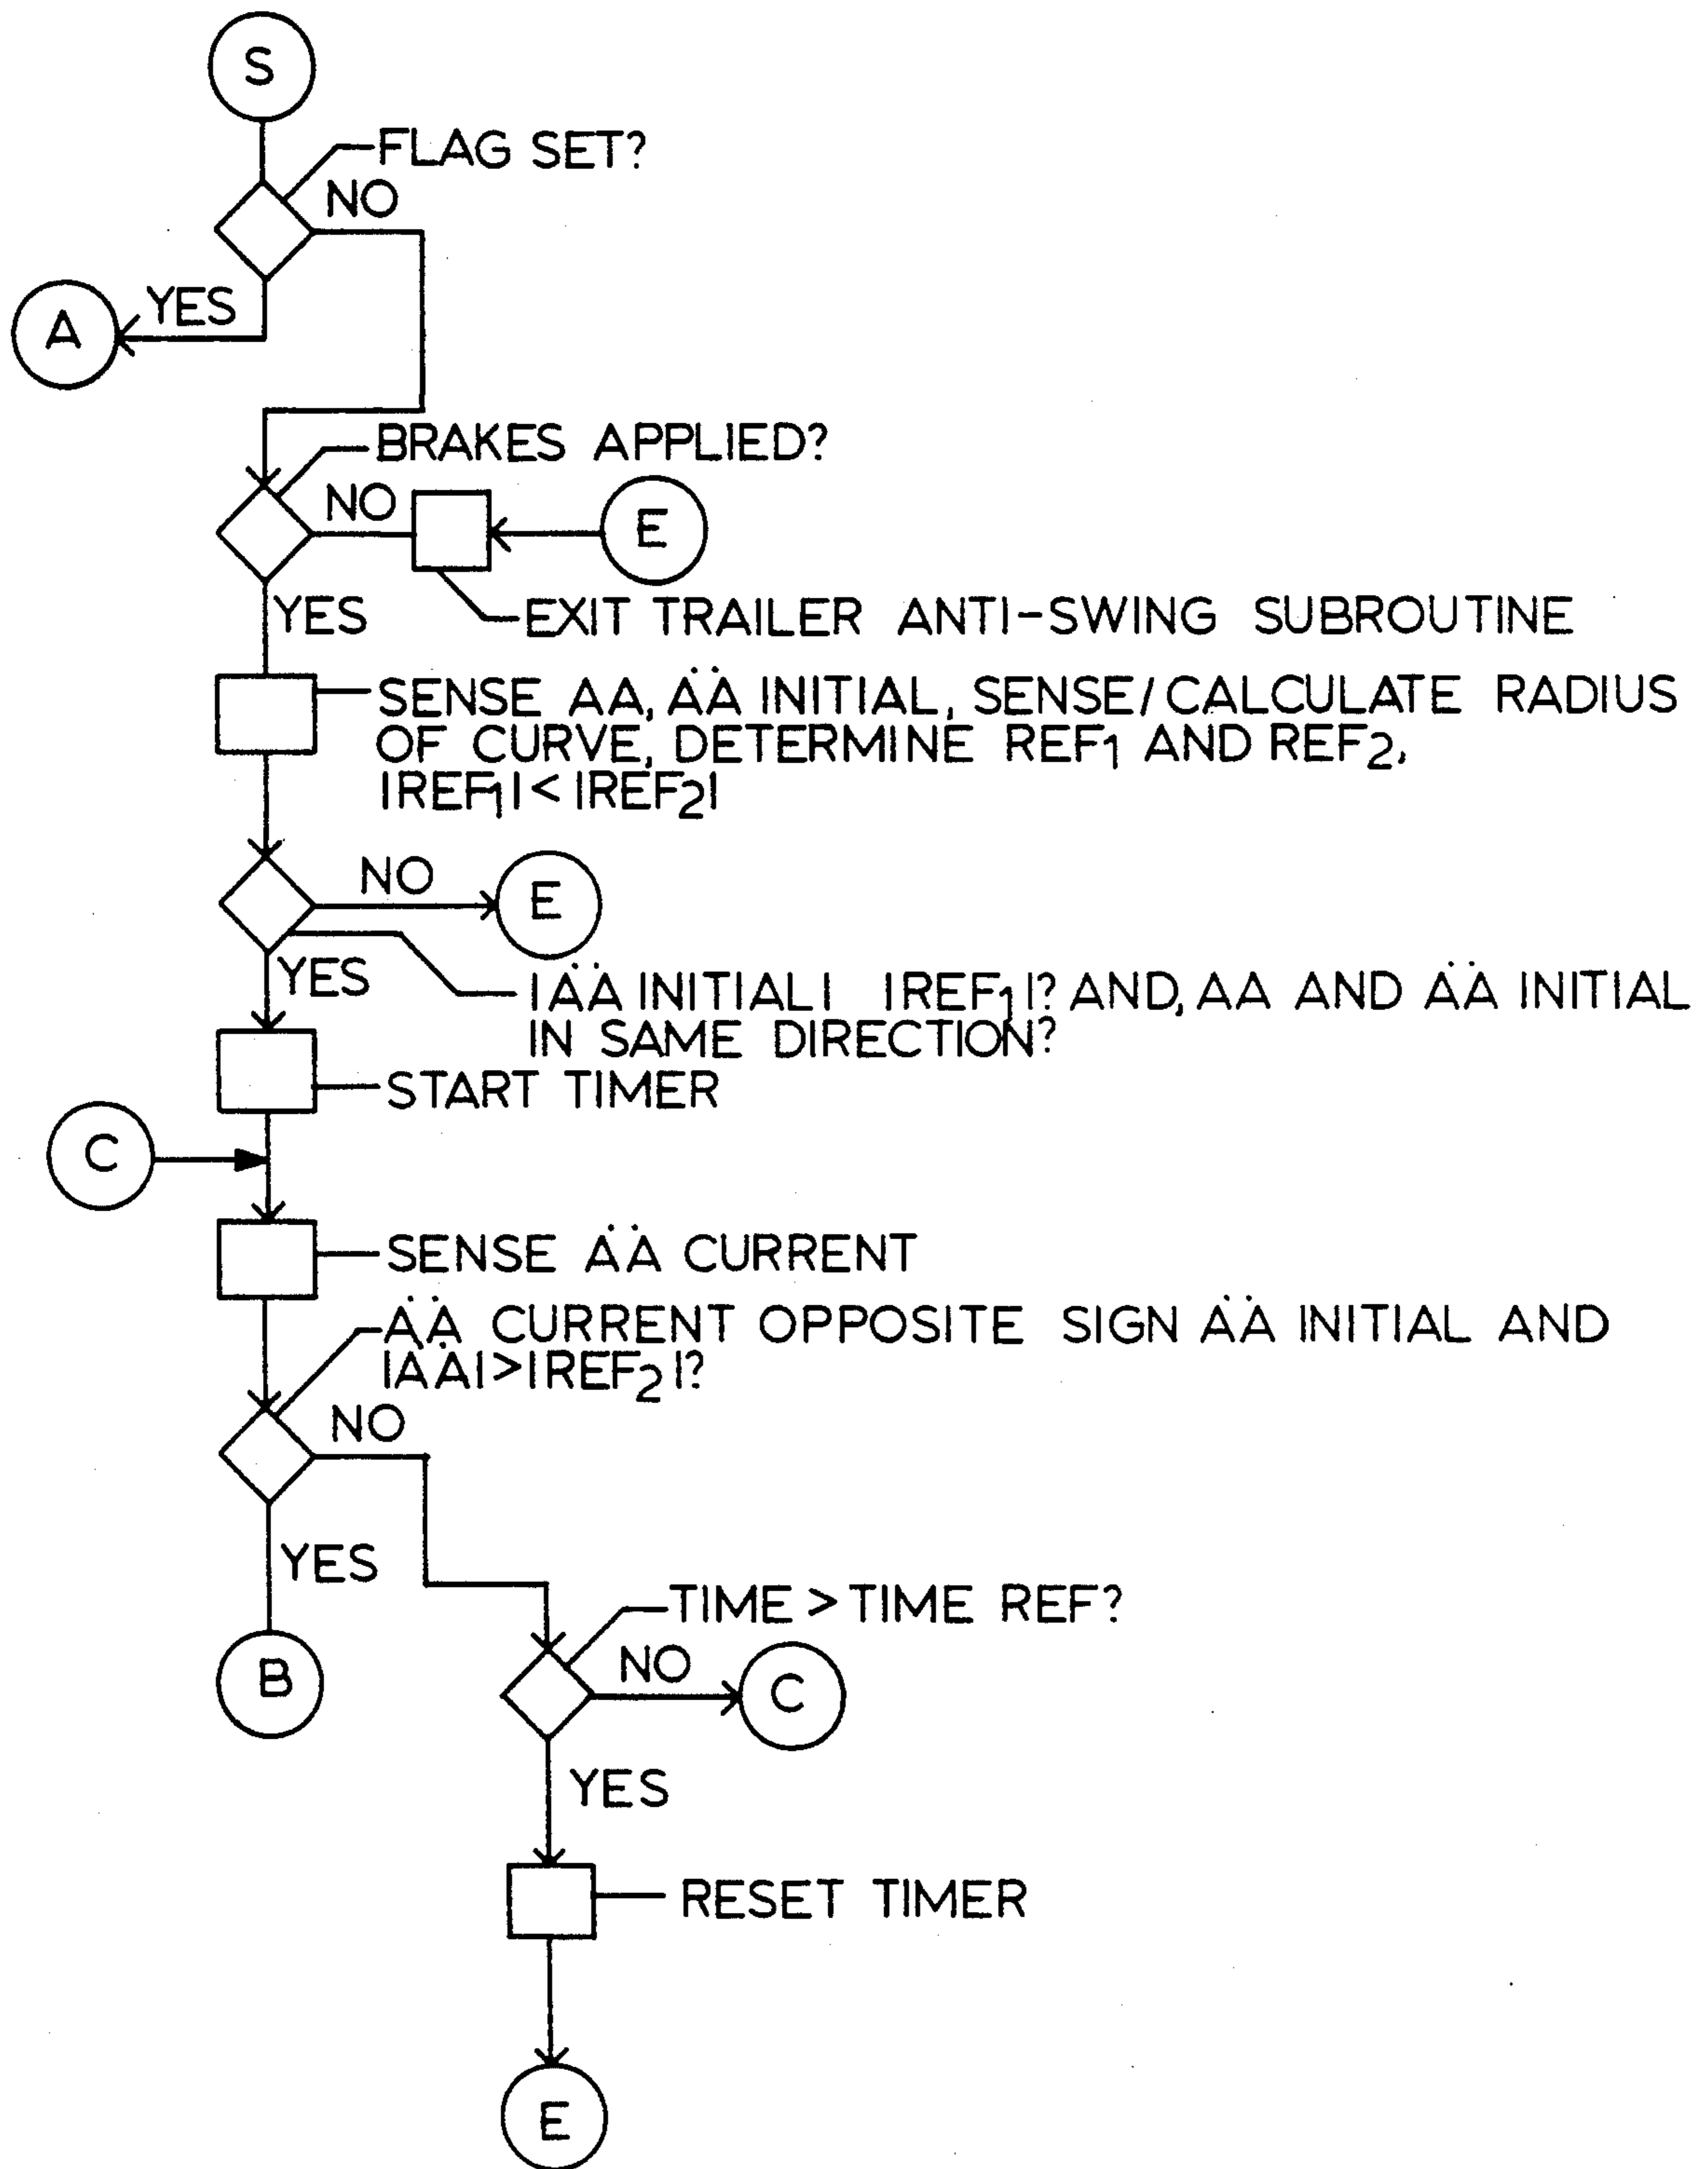 S
FLAG SET?
NO
YES
A
BRAKES APPLIED?
NO
E
YES
EXIT TRAILER ANTI-SWING SUBROUTINE
SENSE AA, ÄÄ INITIAL, SENSE/CALCULATE RADIUS
OF CURVE, DETERMINE REF₁ AND REF₂,
|REF₁|<|REF₂|
NO
E
YES
|ÄÄ INITIAL| |REF₁|? AND, AA AND ÄÄ INITIAL
IN SAME DIRECTION?
START TIMER
C
SENSE ÄÄ CURRENT
ÄÄ CURRENT OPPOSITE SIGN ÄÄ INITIAL AND
|ÄÄ|>|REF₂|?
NO
YES
TIME > TIME REF?
NO
B
C
YES
RESET TIMER
E